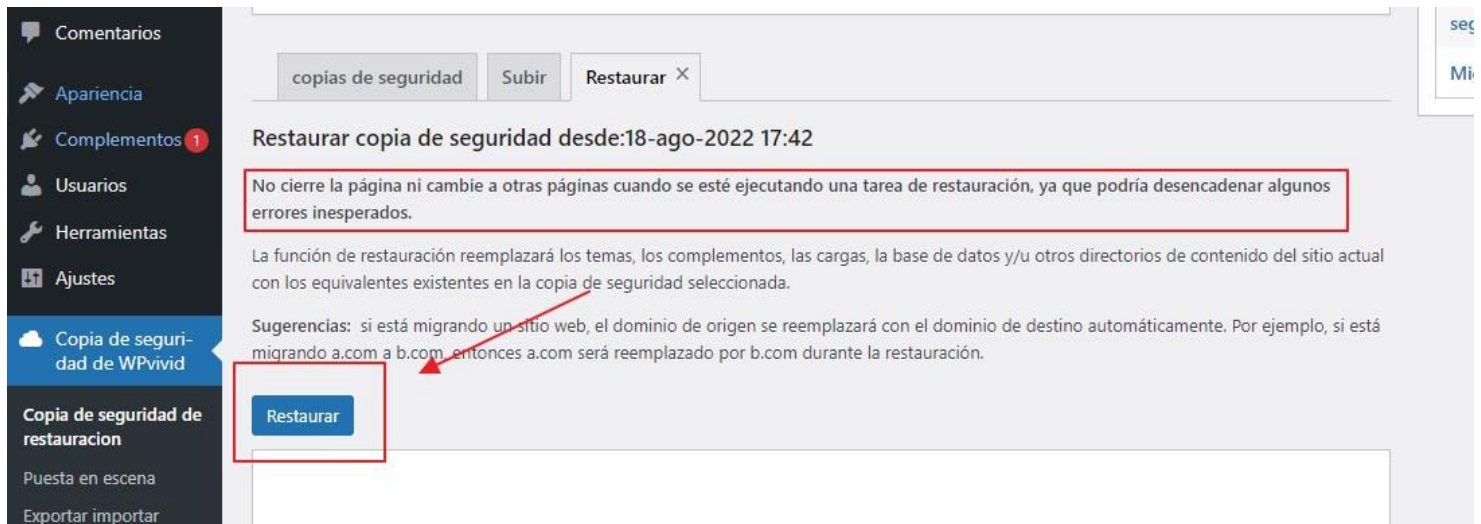 Comentarios
Apariencia
Complementos 1
Usuarios
Herramientas
Ajustes
Copia de seguri-
dad de WPvivid
Copia de seguridad de
restauracion
Puesta en escena
Exportar importar
copias de seguridad Subir Restaurar ×
Restaurar copia de seguridad desde:18-ago-2022 17:42
No cierre la página ni cambie a otras páginas cuando se esté ejecutando una tarea de restauración, ya que podría desencadenar algunos
errores inesperados.
La función de restauración reemplazará los temas, los complementos, las cargas, la base de datos y/u otros directorios de contenido del sitio actual
con los equivalentes existentes en la copia de seguridad seleccionada.
Sugerencias: si está migrando un sitio web, el dominio de origen se reemplazará con el dominio de destino automáticamente. Por ejemplo, si está
migrando a.com a b.com, entonces a.com será reemplazado por b.com durante la restauración.
Restaurar